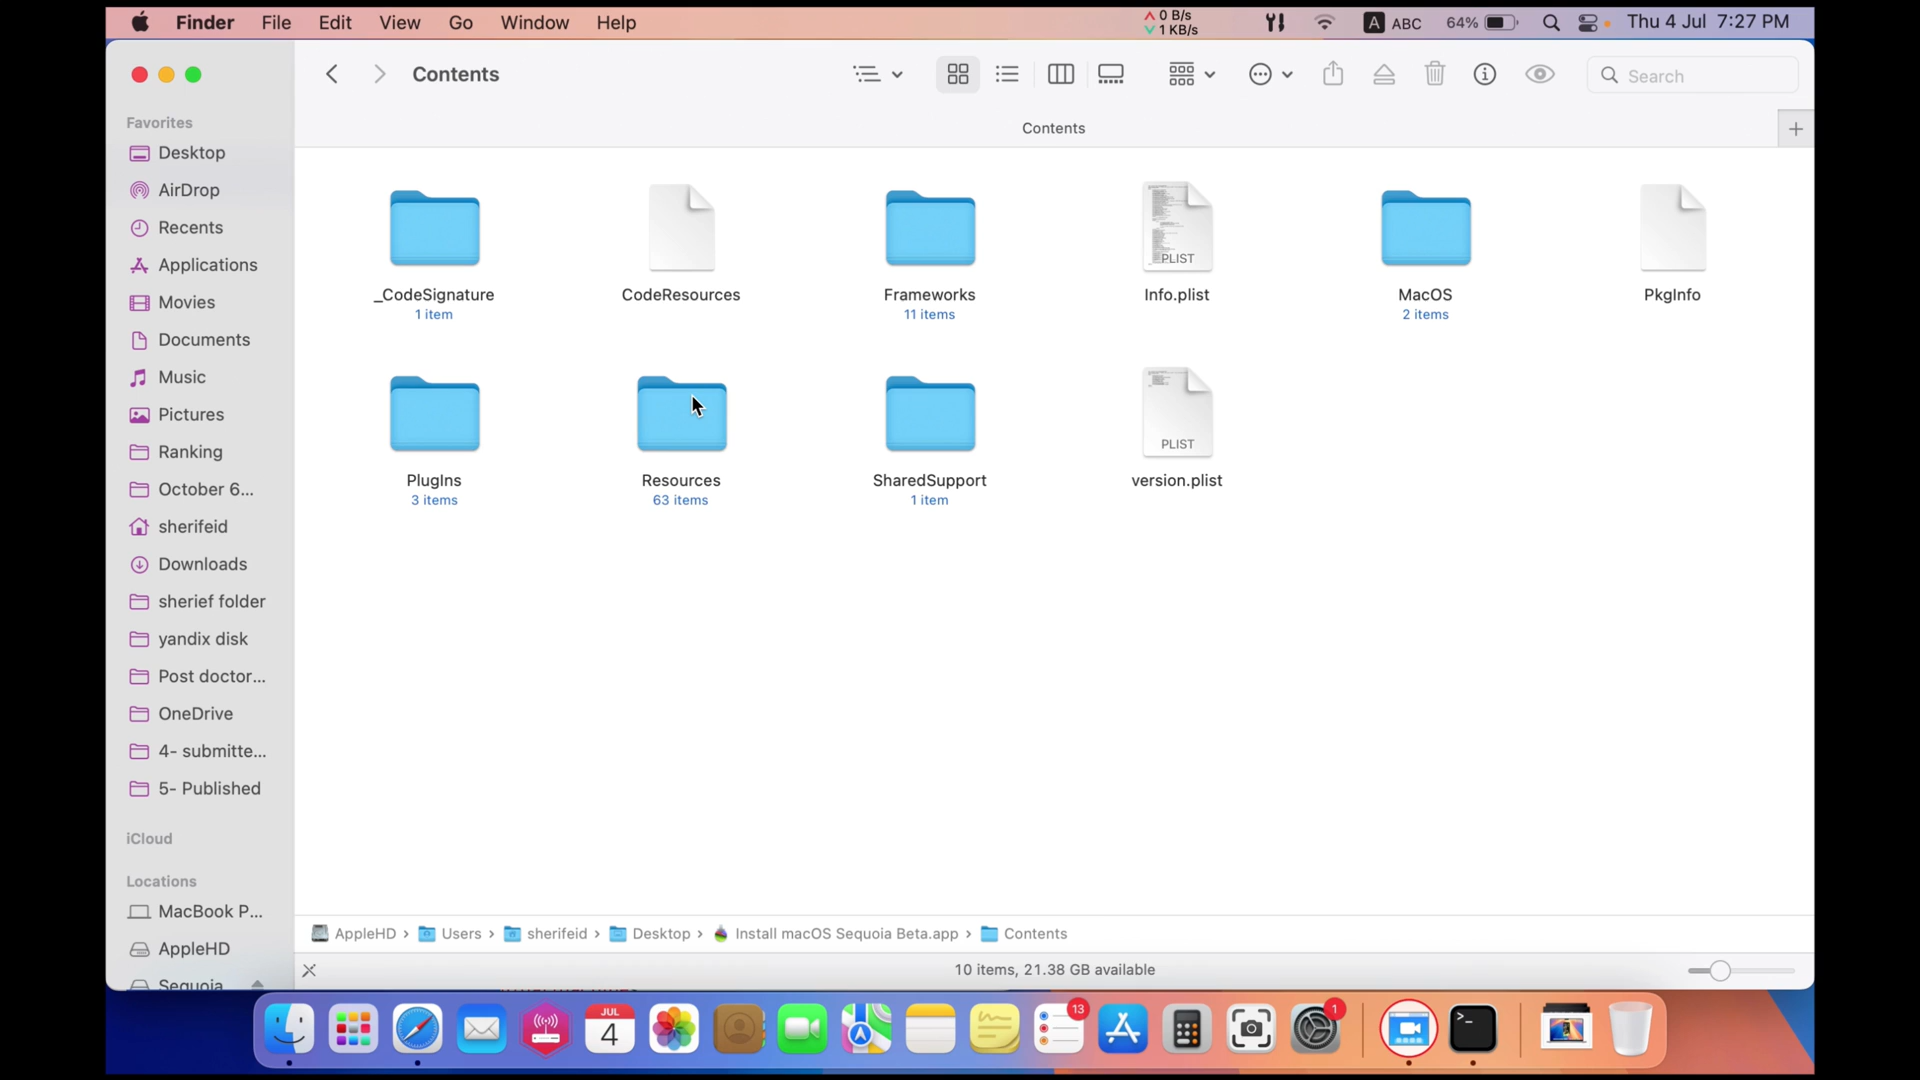 Finder File Edit View Go Window Help
0 B/s
1 KB/s
A ABC 64% Thu 4 Jul 7:27 PM
Contents
Search
Contents
Favorites
Desktop
AirDrop
Recents
Applications
Movies
Documents
Music
Pictures
Ranking
October 6...
sherifeid
Downloads
sherief folder
yandix disk
Post doctor...
OneDrive
4- submitte...
5- Published
iCloud
Locations
MacBook P...
AppleHD
Sequoia
_CodeSignature
1 item
CodeResources
Frameworks
11 items
PLIST
Info.plist
MacOS
2 items
PkgInfo
PlugIns
3 items
Resources
63 items
SharedSupport
1 item
PLIST
version.plist
AppleHD › Users › sherifeid › Desktop › Install macOS Sequoia Beta.app › Contents
10 items, 21.38 GB available
JUL
4
13
1
>_